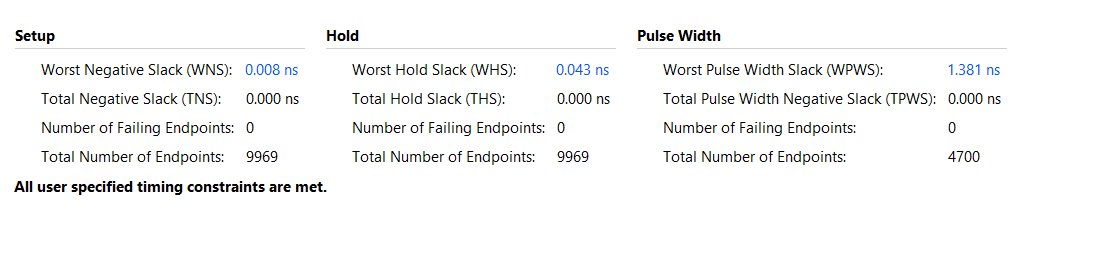 Setup Hold Pulse Width
Worst Negative Slack (WNS): 0.008 ns Worst Hold Slack (WHS): 0.043 ns Worst Pulse Width Slack (WPWS): 1.381 ns
Total Negative Slack (TNS): 0.000 ns Total Hold Slack (THS): 0.000 ns Total Pulse Width Negative Slack (TPWS): 0.000 ns
Number of Failing Endpoints: 0 Number of Failing Endpoints: 0 Number of Failing Endpoints: 0
Total Number of Endpoints: 9969 Total Number of Endpoints: 9969 Total Number of Endpoints: 4700
All user specified timing constraints are met.